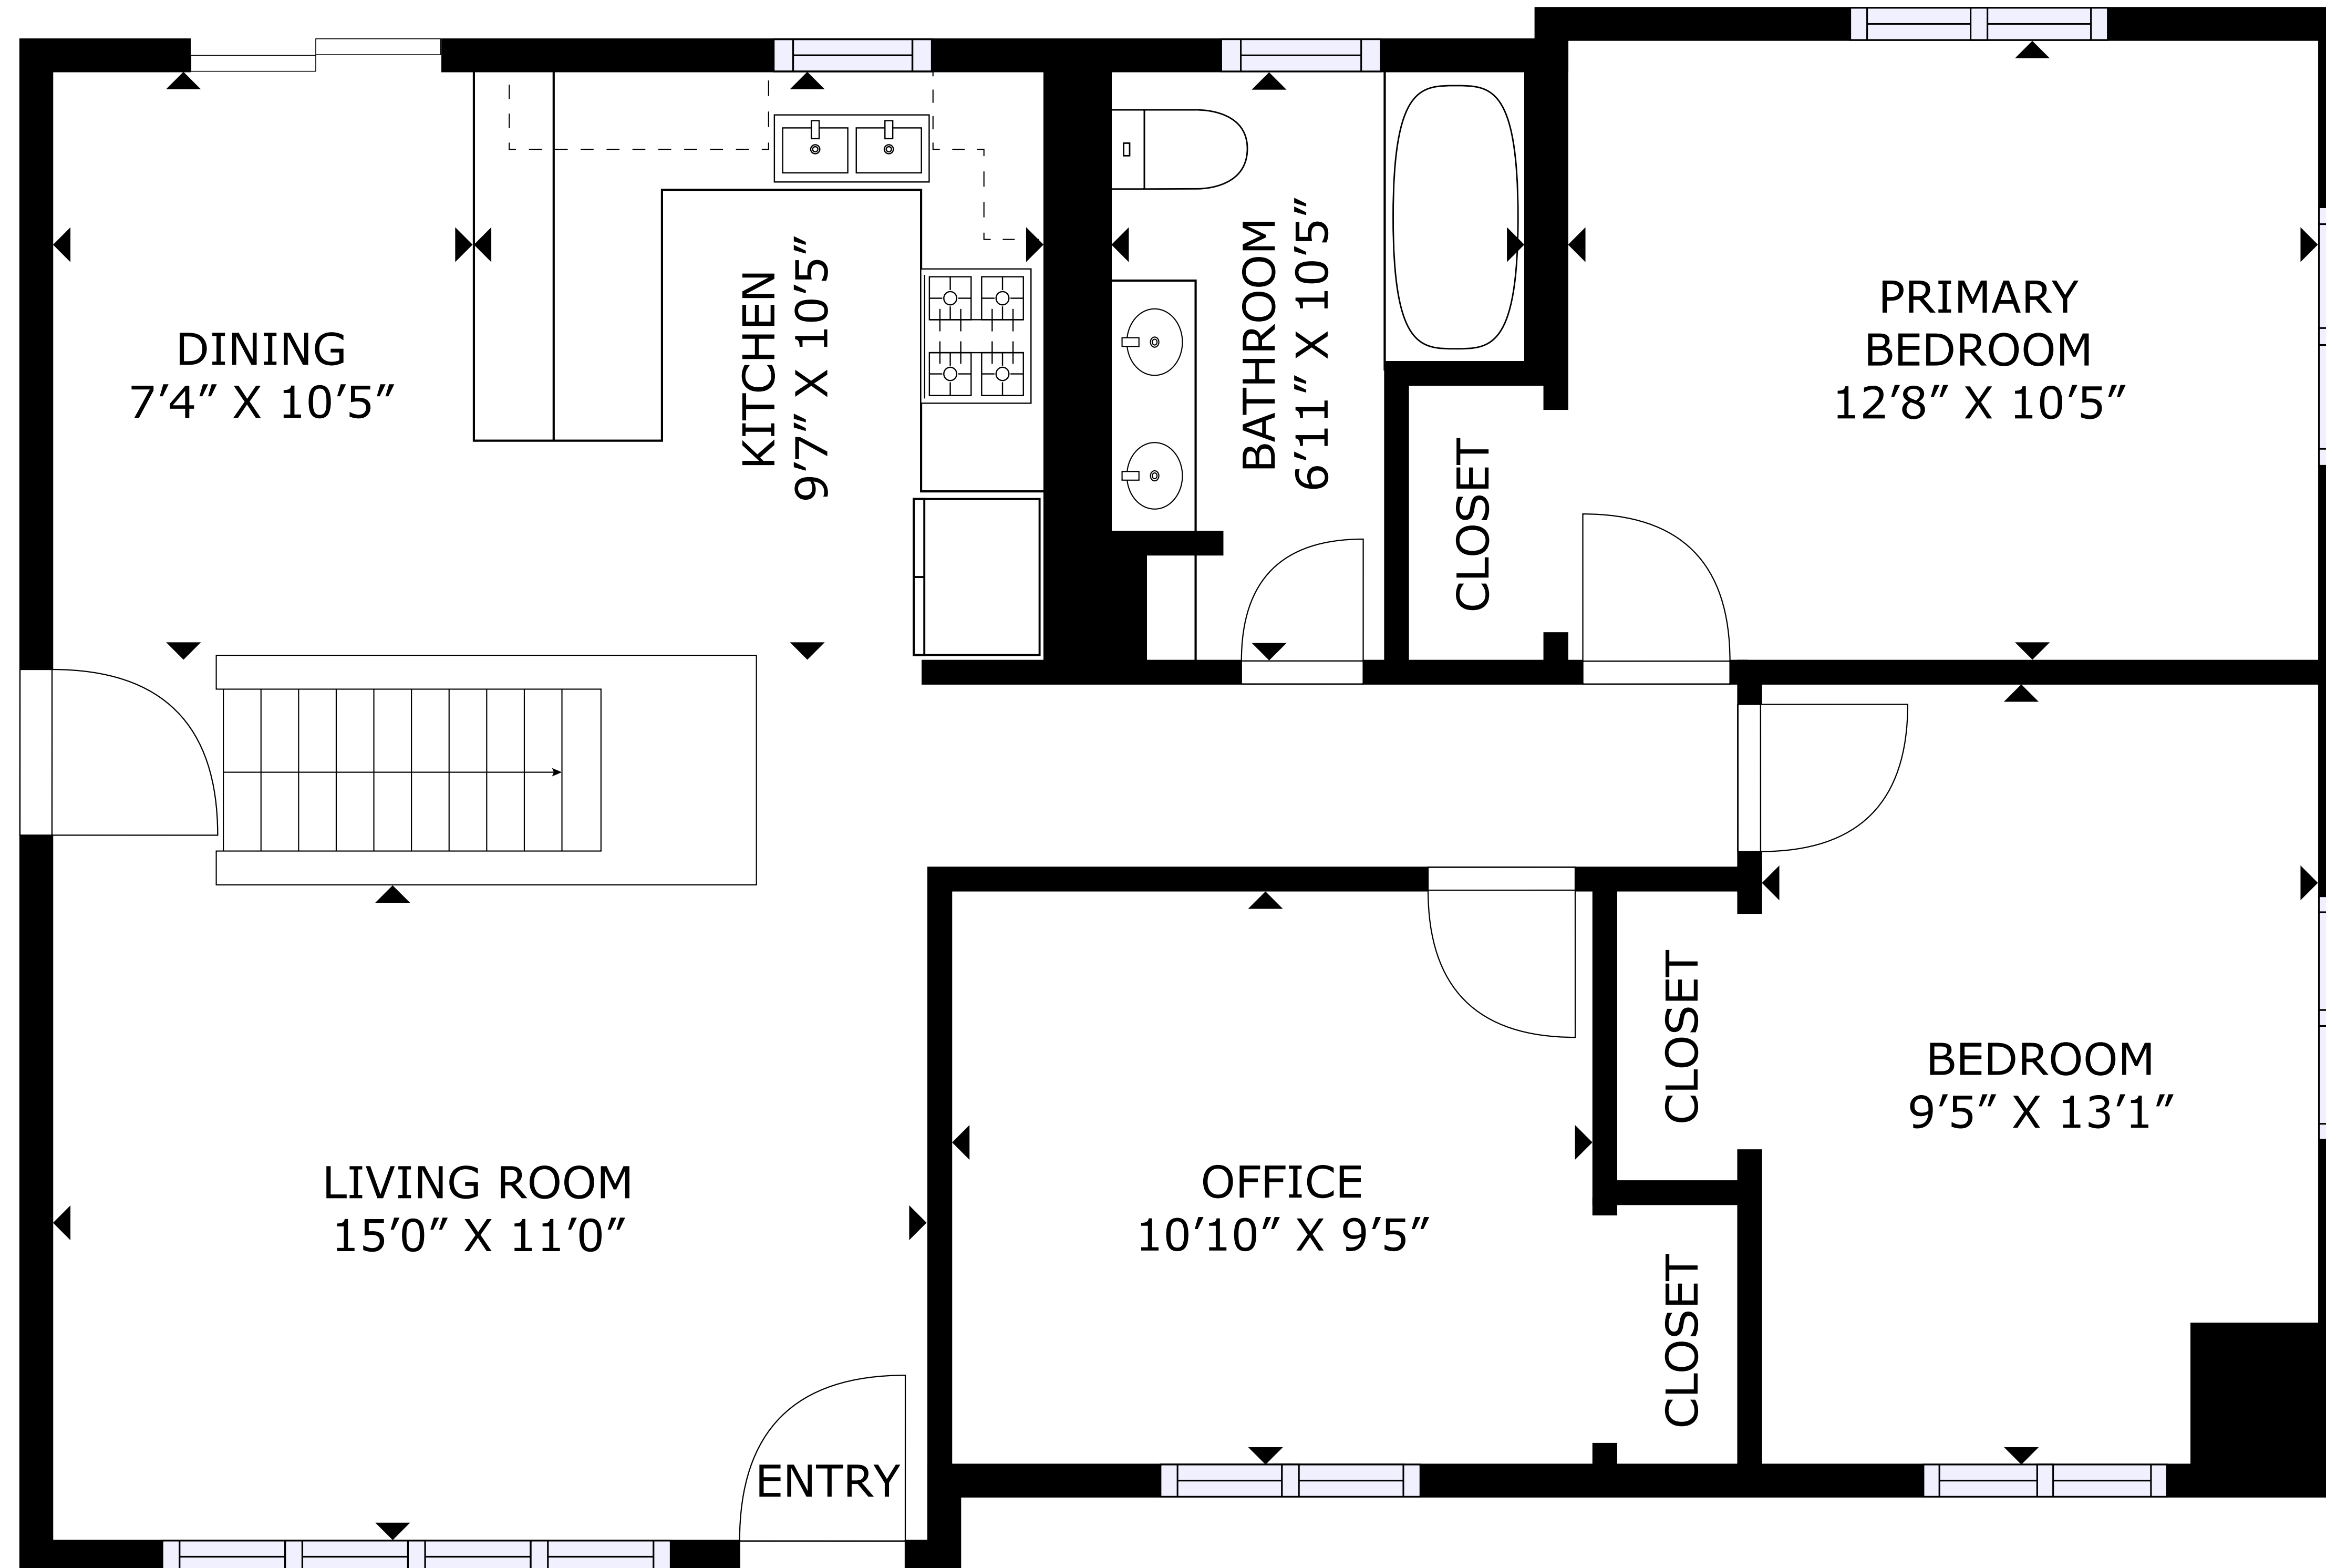 DINING
7′4″ X 10′5″
KITCHEN
9′7″ X 10′5″
BATHROOM
6′11″ X 10′5″
PRIMARY
BEDROOM
12′8″ X 10′5″
CLOSET
LIVING ROOM
15′0″ X 11′0″
ENTRY
OFFICE
10′10″ X 9′5″
CLOSET
CLOSET
BEDROOM
9′5″ X 13′1″